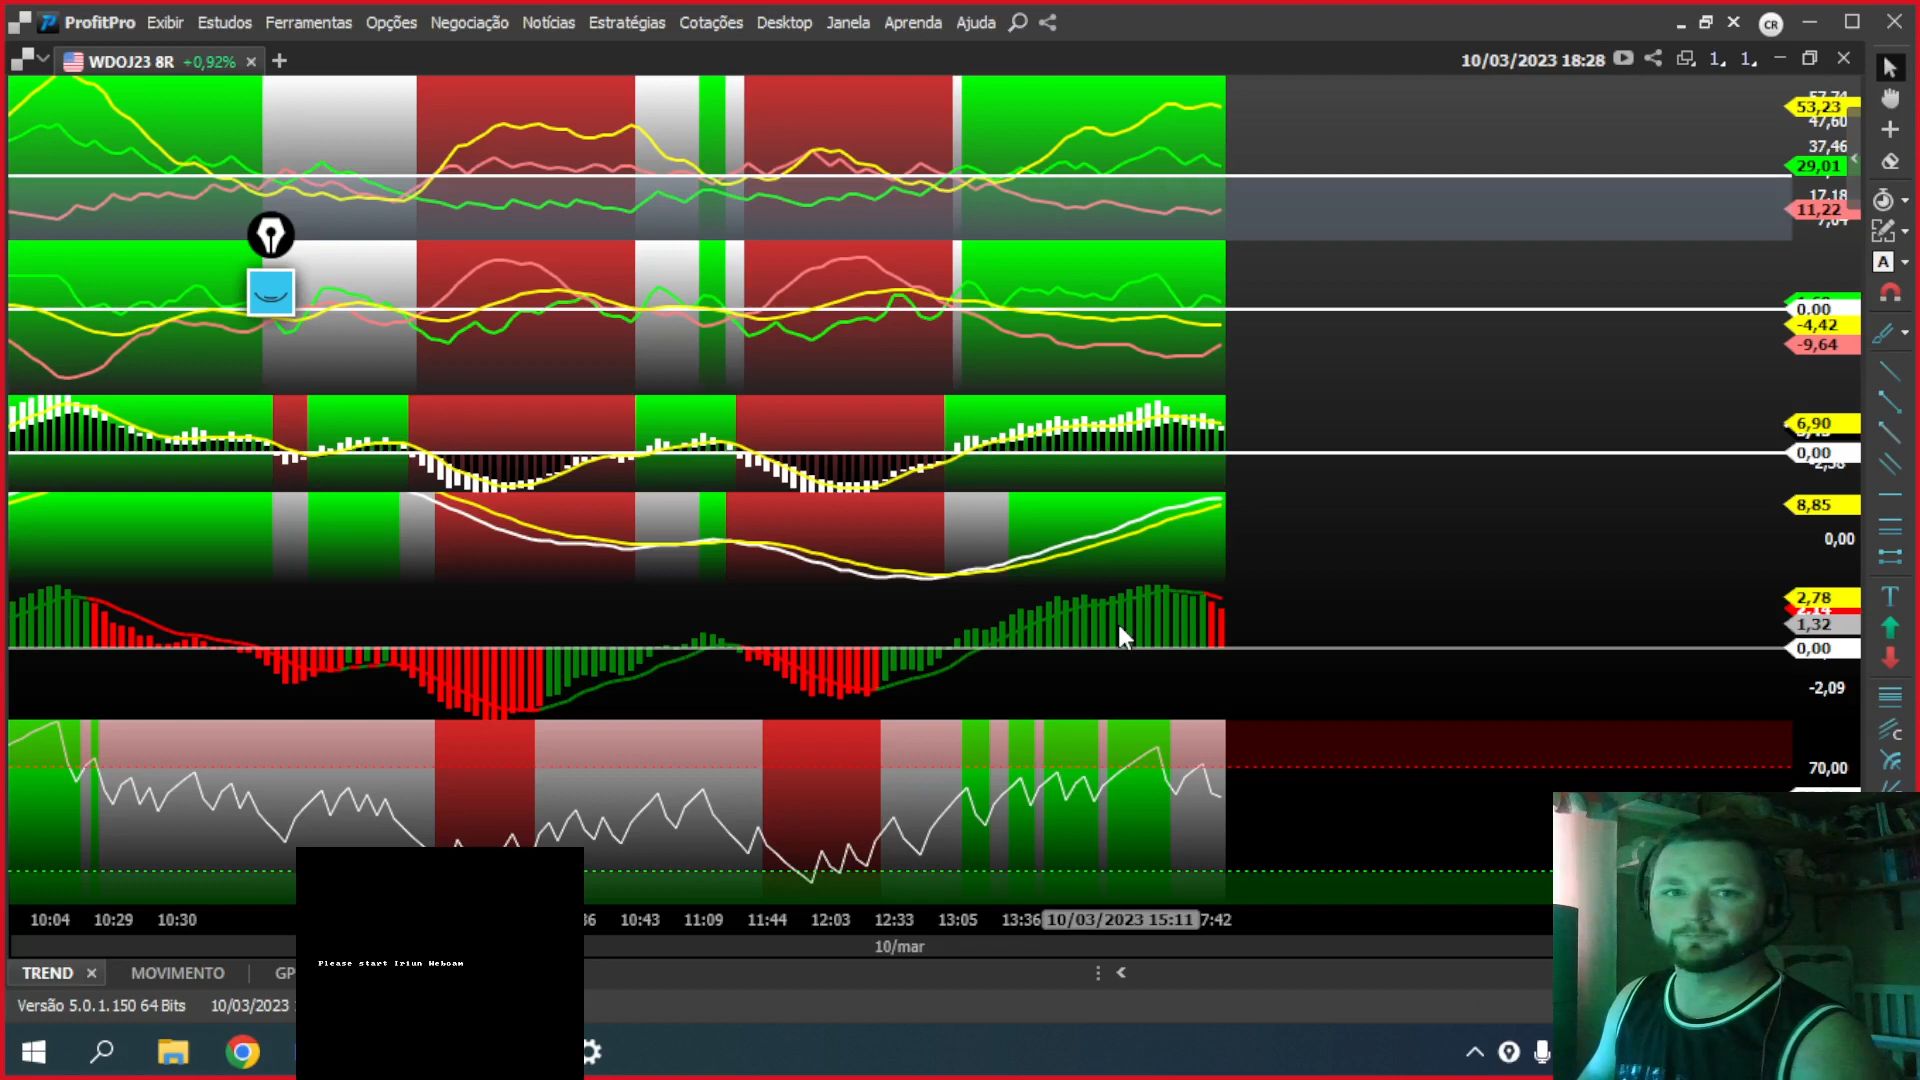 ProfitPro Exibir Estudos Ferramentas Opções Negociação Notícias Estratégias Cotações Desktop Janela Aprenda Ajuda CR
WDOJ23 8R +0,92% 10/03/2023 18:28 1 1
53,23
47,60
37,46
29,01
17,18
11,22
A
0.00
-4,42
-9,64
6,90
0,00
8,85
0,00
2,78
1,32
T
0,00
-2,09
C
70,00
10:04 10:29 10:30 10:43 11:09 11:44 12:03 12:33 13:05 13:36 10/03/2023 15:11 7:42
10/mar
Please start Iriun Webcam
TREND MOVIMENTO GP
Versão 5.0.1.150 64 Bits 10/03/2023